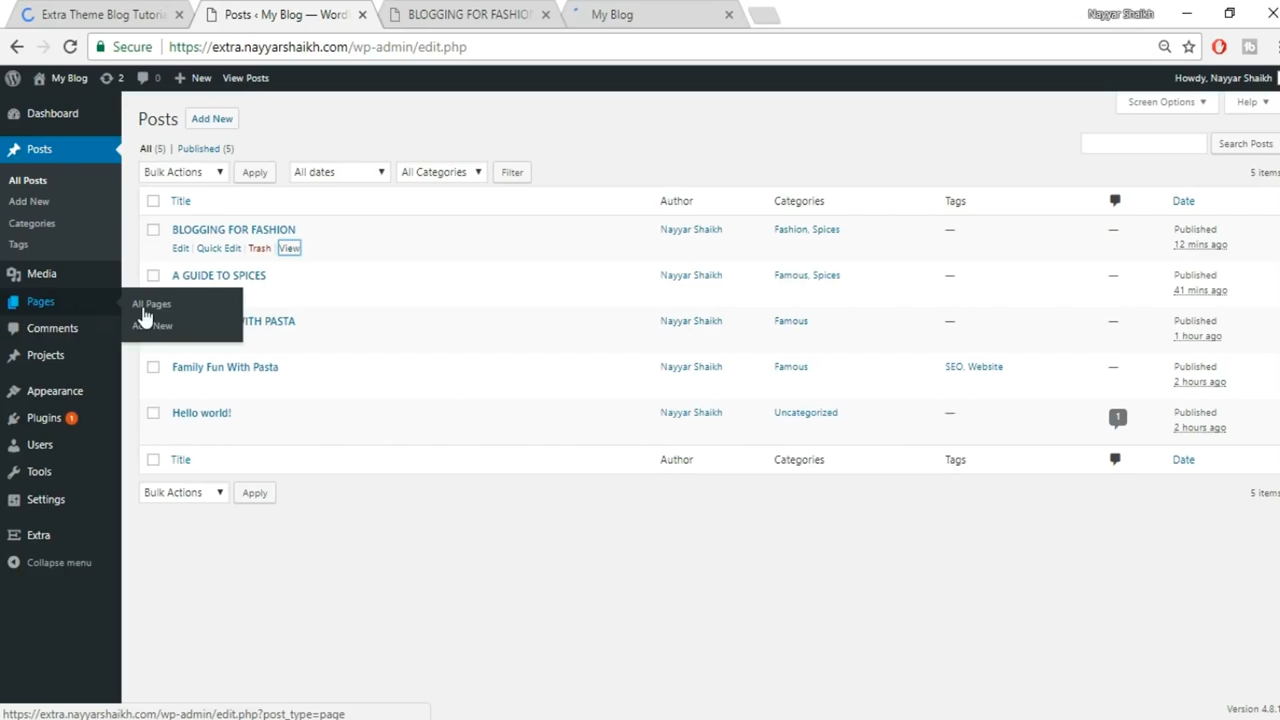 Extra Theme Blog Tutoria
Posts ‹ My Blog — Word
BLOGGING FOR FASHION
My Blog
Nayyar Shaikh
Secure
https://extra.nayyarshaikh.com/wp-admin/edit.php
My Blog
2
0
New
View Posts
Howdy, Nayyar Shaikh
Dashboard
Posts
All Posts
Add New
Categories
Tags
Media
Pages
All Pages
Add New
Comments
Projects
Appearance
Plugins 1
Users
Tools
Settings
Extra
Collapse menu
Screen Options
Help
Posts
Add New
All (5) | Published (5)
Search Posts
Bulk Actions
Apply
All dates
All Categories
Filter
5 items
Title Author Categories Tags Date
BLOGGING FOR FASHION Nayyar Shaikh Fashion, Spices — — Published
Edit | Quick Edit | Trash | View 12 mins ago
A GUIDE TO SPICES Nayyar Shaikh Famous, Spices — — Published
41 mins ago
WITH PASTA Nayyar Shaikh Famous — — Published
1 hour ago
Family Fun With Pasta Nayyar Shaikh Famous SEO, Website — Published
2 hours ago
Hello world! Nayyar Shaikh Uncategorized — 1 Published
2 hours ago
Title Author Categories Tags Date
Bulk Actions
Apply
5 items
https://extra.nayyarshaikh.com/wp-admin/edit.php?post_type=page
Version 4.8.1